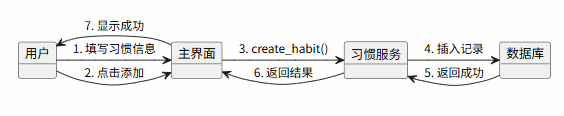 7. 显示成功
用户
1. 填写习惯信息
2. 点击添加
主界面
3. create_habit()
6. 返回结果
习惯服务
4. 插入记录
5. 返回成功
数据库